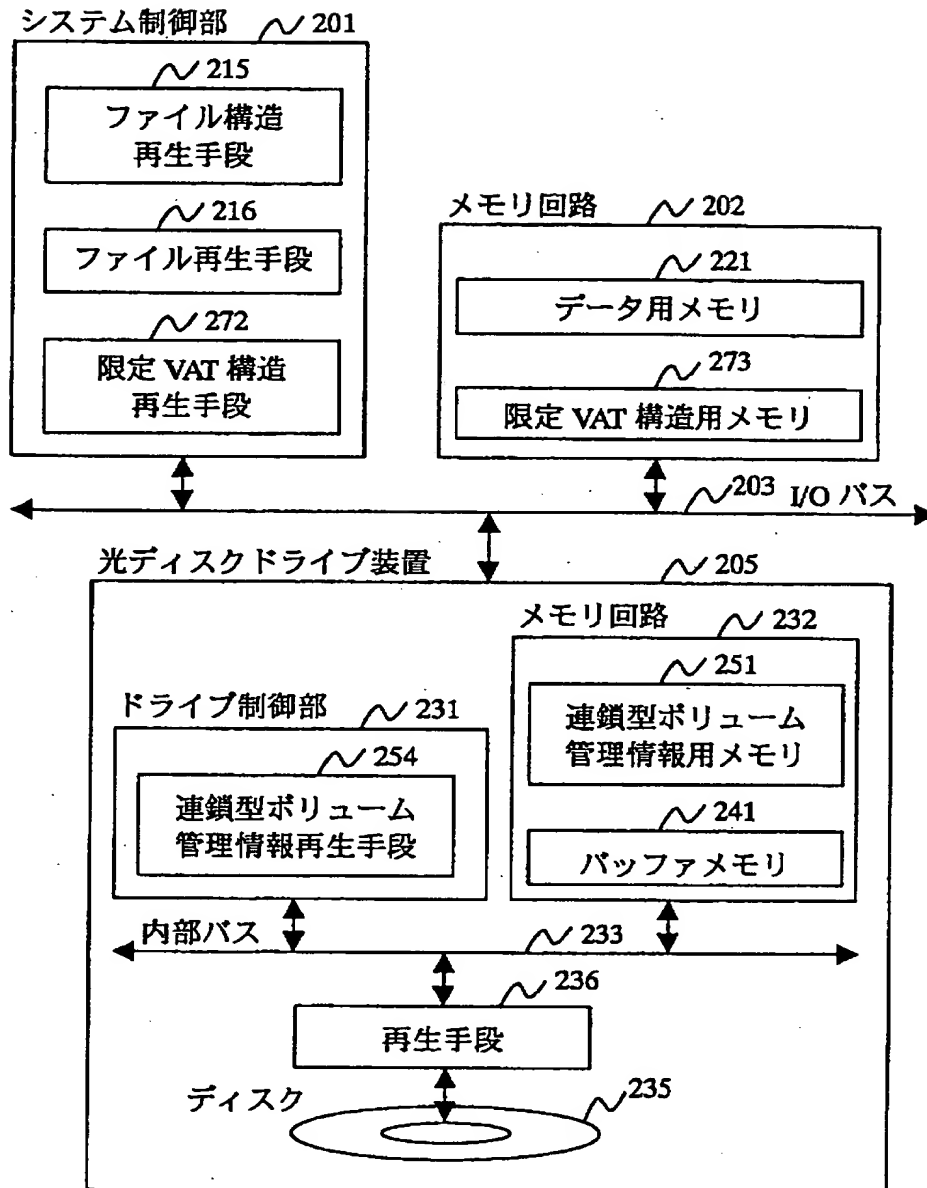 システム制御部 201
215
ファイル構造
再生手段
216
ファイル再生手段
272
限定 VAT 構造
再生手段
メモリ回路 202
221
データ用メモリ
273
限定 VAT 構造用メモリ
203 I/O バス
光ディスクドライブ装置 205
メモリ回路 232
251
連鎖型ボリューム
管理情報用メモリ
241
バッファメモリ
ドライブ制御部 231
254
連鎖型ボリューム
管理情報再生手段
内部バス 233
236
再生手段
ディスク 235